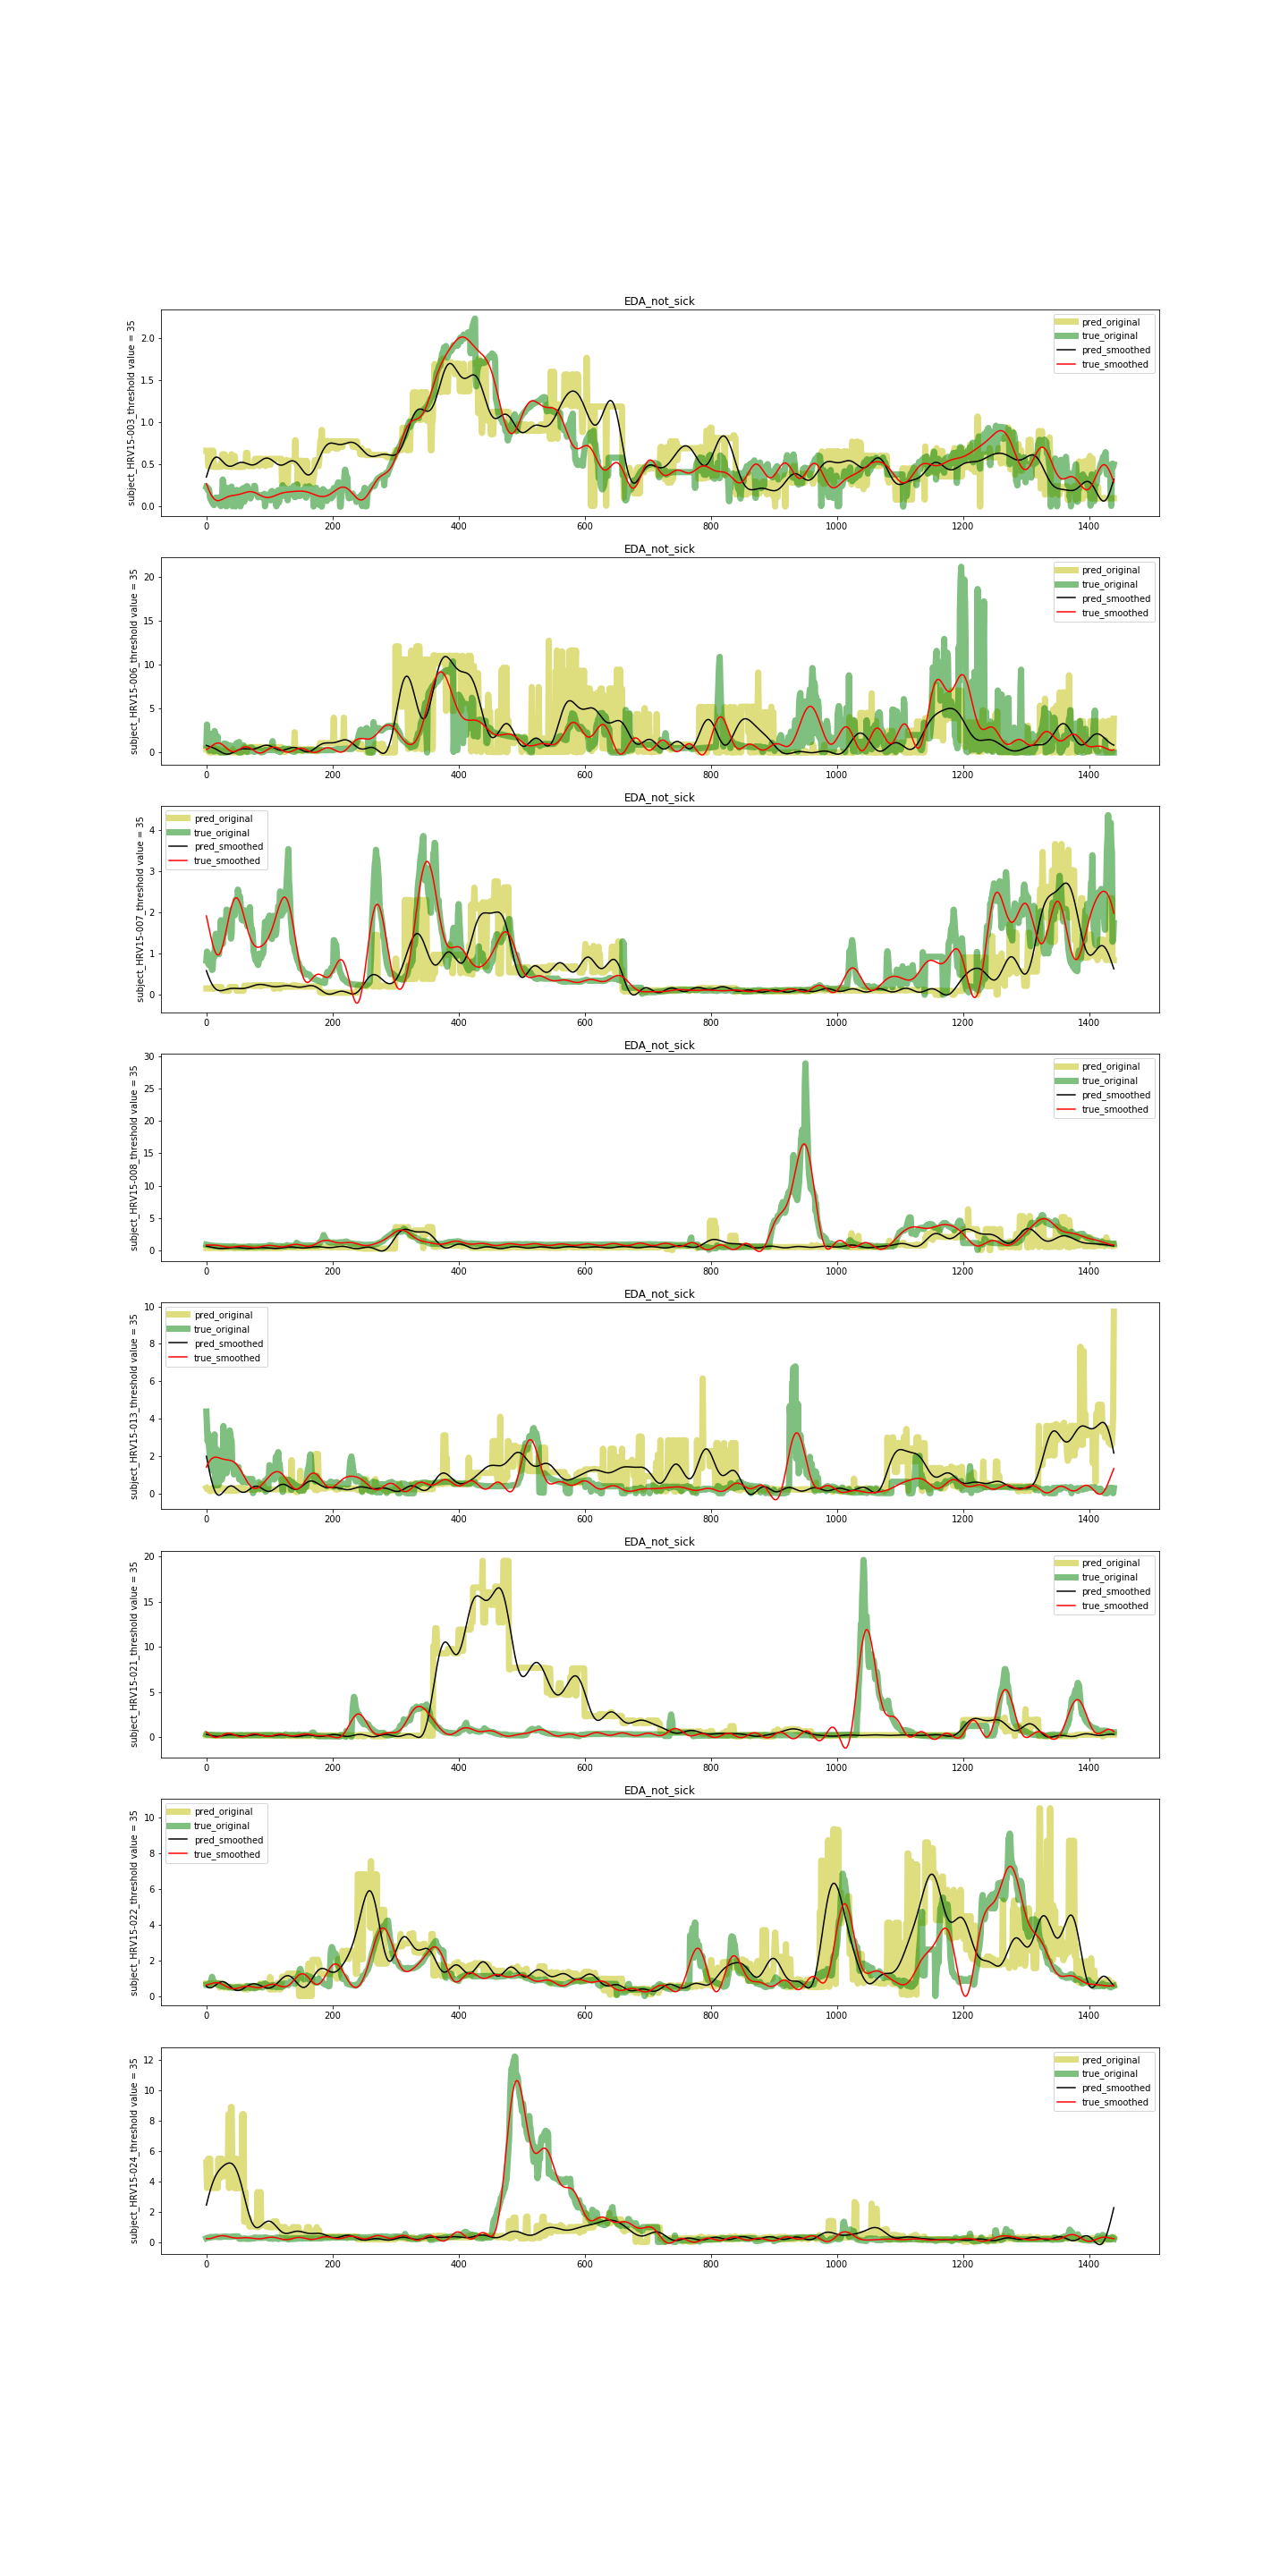 EDA_not_sick
subject_HRV15-003_threshold value = 35
2.0
1.5
1.0
0.5
0.0
pred_original
true_original
pred_smoothed
true_smoothed
0 200 400 600 800 1000 1200 1400
EDA_not_sick
subject_HRV15-006_threshold value = 35
20
15
10
5
0
pred_original
true_original
pred_smoothed
true_smoothed
0 200 400 600 800 1000 1200 1400
EDA_not_sick
subject_HRV15-007_threshold value = 35
4
3
2
1
0
pred_original
true_original
pred_smoothed
true_smoothed
0 200 400 600 800 1000 1200 1400
EDA_not_sick
subject_HRV15-008_threshold value = 35
30
25
20
15
10
5
0
pred_original
true_original
pred_smoothed
true_smoothed
0 200 400 600 800 1000 1200 1400
EDA_not_sick
subject_HRV15-013_threshold value = 35
10
8
6
4
2
0
pred_original
true_original
pred_smoothed
true_smoothed
0 200 400 600 800 1000 1200 1400
EDA_not_sick
subject_HRV15-021_threshold value = 35
20
15
10
5
0
pred_original
true_original
pred_smoothed
true_smoothed
0 200 400 600 800 1000 1200 1400
EDA_not_sick
subject_HRV15-022_threshold value = 35
10
8
6
4
2
0
pred_original
true_original
pred_smoothed
true_smoothed
0 200 400 600 800 1000 1200 1400
subject_HRV15-024_threshold value = 35
12
10
8
6
4
2
0
pred_original
true_original
pred_smoothed
true_smoothed
0 200 400 600 800 1000 1200 1400